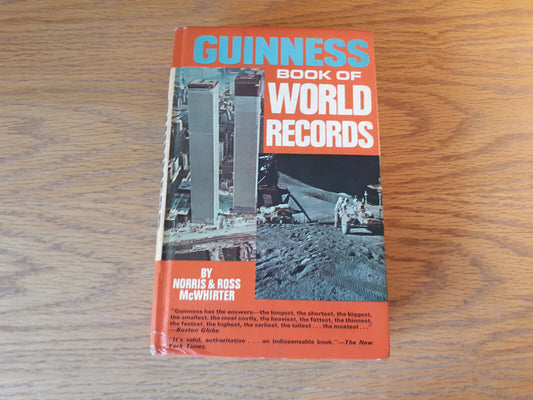 GUINNESS
BOOK OF
WORLD
RECORDS
BY
NORRIS & ROSS
McWHIRTER
"Guinness has the answers—the longest, the shortest, the biggest,
the smallest, the most costly, the heaviest, the fattest, the thinnest,
the fastest, the highest, the earliest, the tallest . . . the mostest . . ."
—Boston Globe.
"It's valid, authoritative . . . an indispensable book."—The New
York Times.